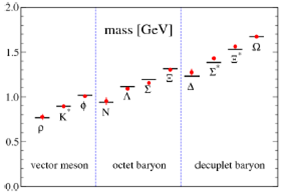 2.0
mass [GeV]
1.5
1.0
0.5
0.0
ρ
K*
ϕ
N
Λ
Σ
Ξ
Δ
Σ*
Ξ*
Ω
vector meson
octet baryon
decuplet baryon